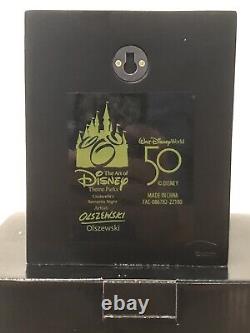 The Art of
Disney
Theme Parks
Cinderella's
Romantic Night
Artist:
OLSZEWSKI
Olszewski
Walt Disney World
50
© DISNEY
MADE IN CHINA
FAC-006782-22180